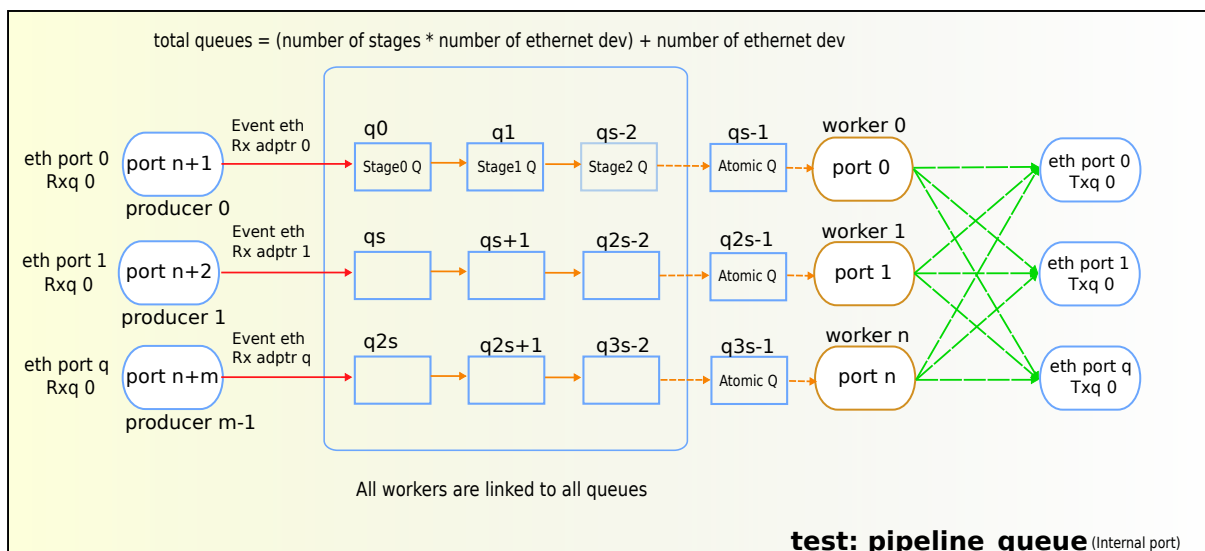 total queues = (number of stages * number of ethernet dev) + number of ethernet dev
eth port 0
Rxq 0
port n+1
producer 0
Event eth
Rx adptr 0
q0
Stage0 Q
q1
Stage1 Q
qs-2
Stage2 Q
qs-1
Atomic Q
worker 0
port 0
eth port 0
Txq 0
eth port 1
Rxq 0
port n+2
producer 1
Event eth
Rx adptr 1
qs
qs+1
q2s-2
q2s-1
Atomic Q
worker 1
port 1
eth port 1
Txq 0
eth port q
Rxq 0
port n+m
producer m-1
Event eth
Rx adptr q
q2s
q2s+1
q3s-2
q3s-1
Atomic Q
worker n
port n
eth port q
Txq 0
All workers are linked to all queues
test: pipeline_queue (Internal port)